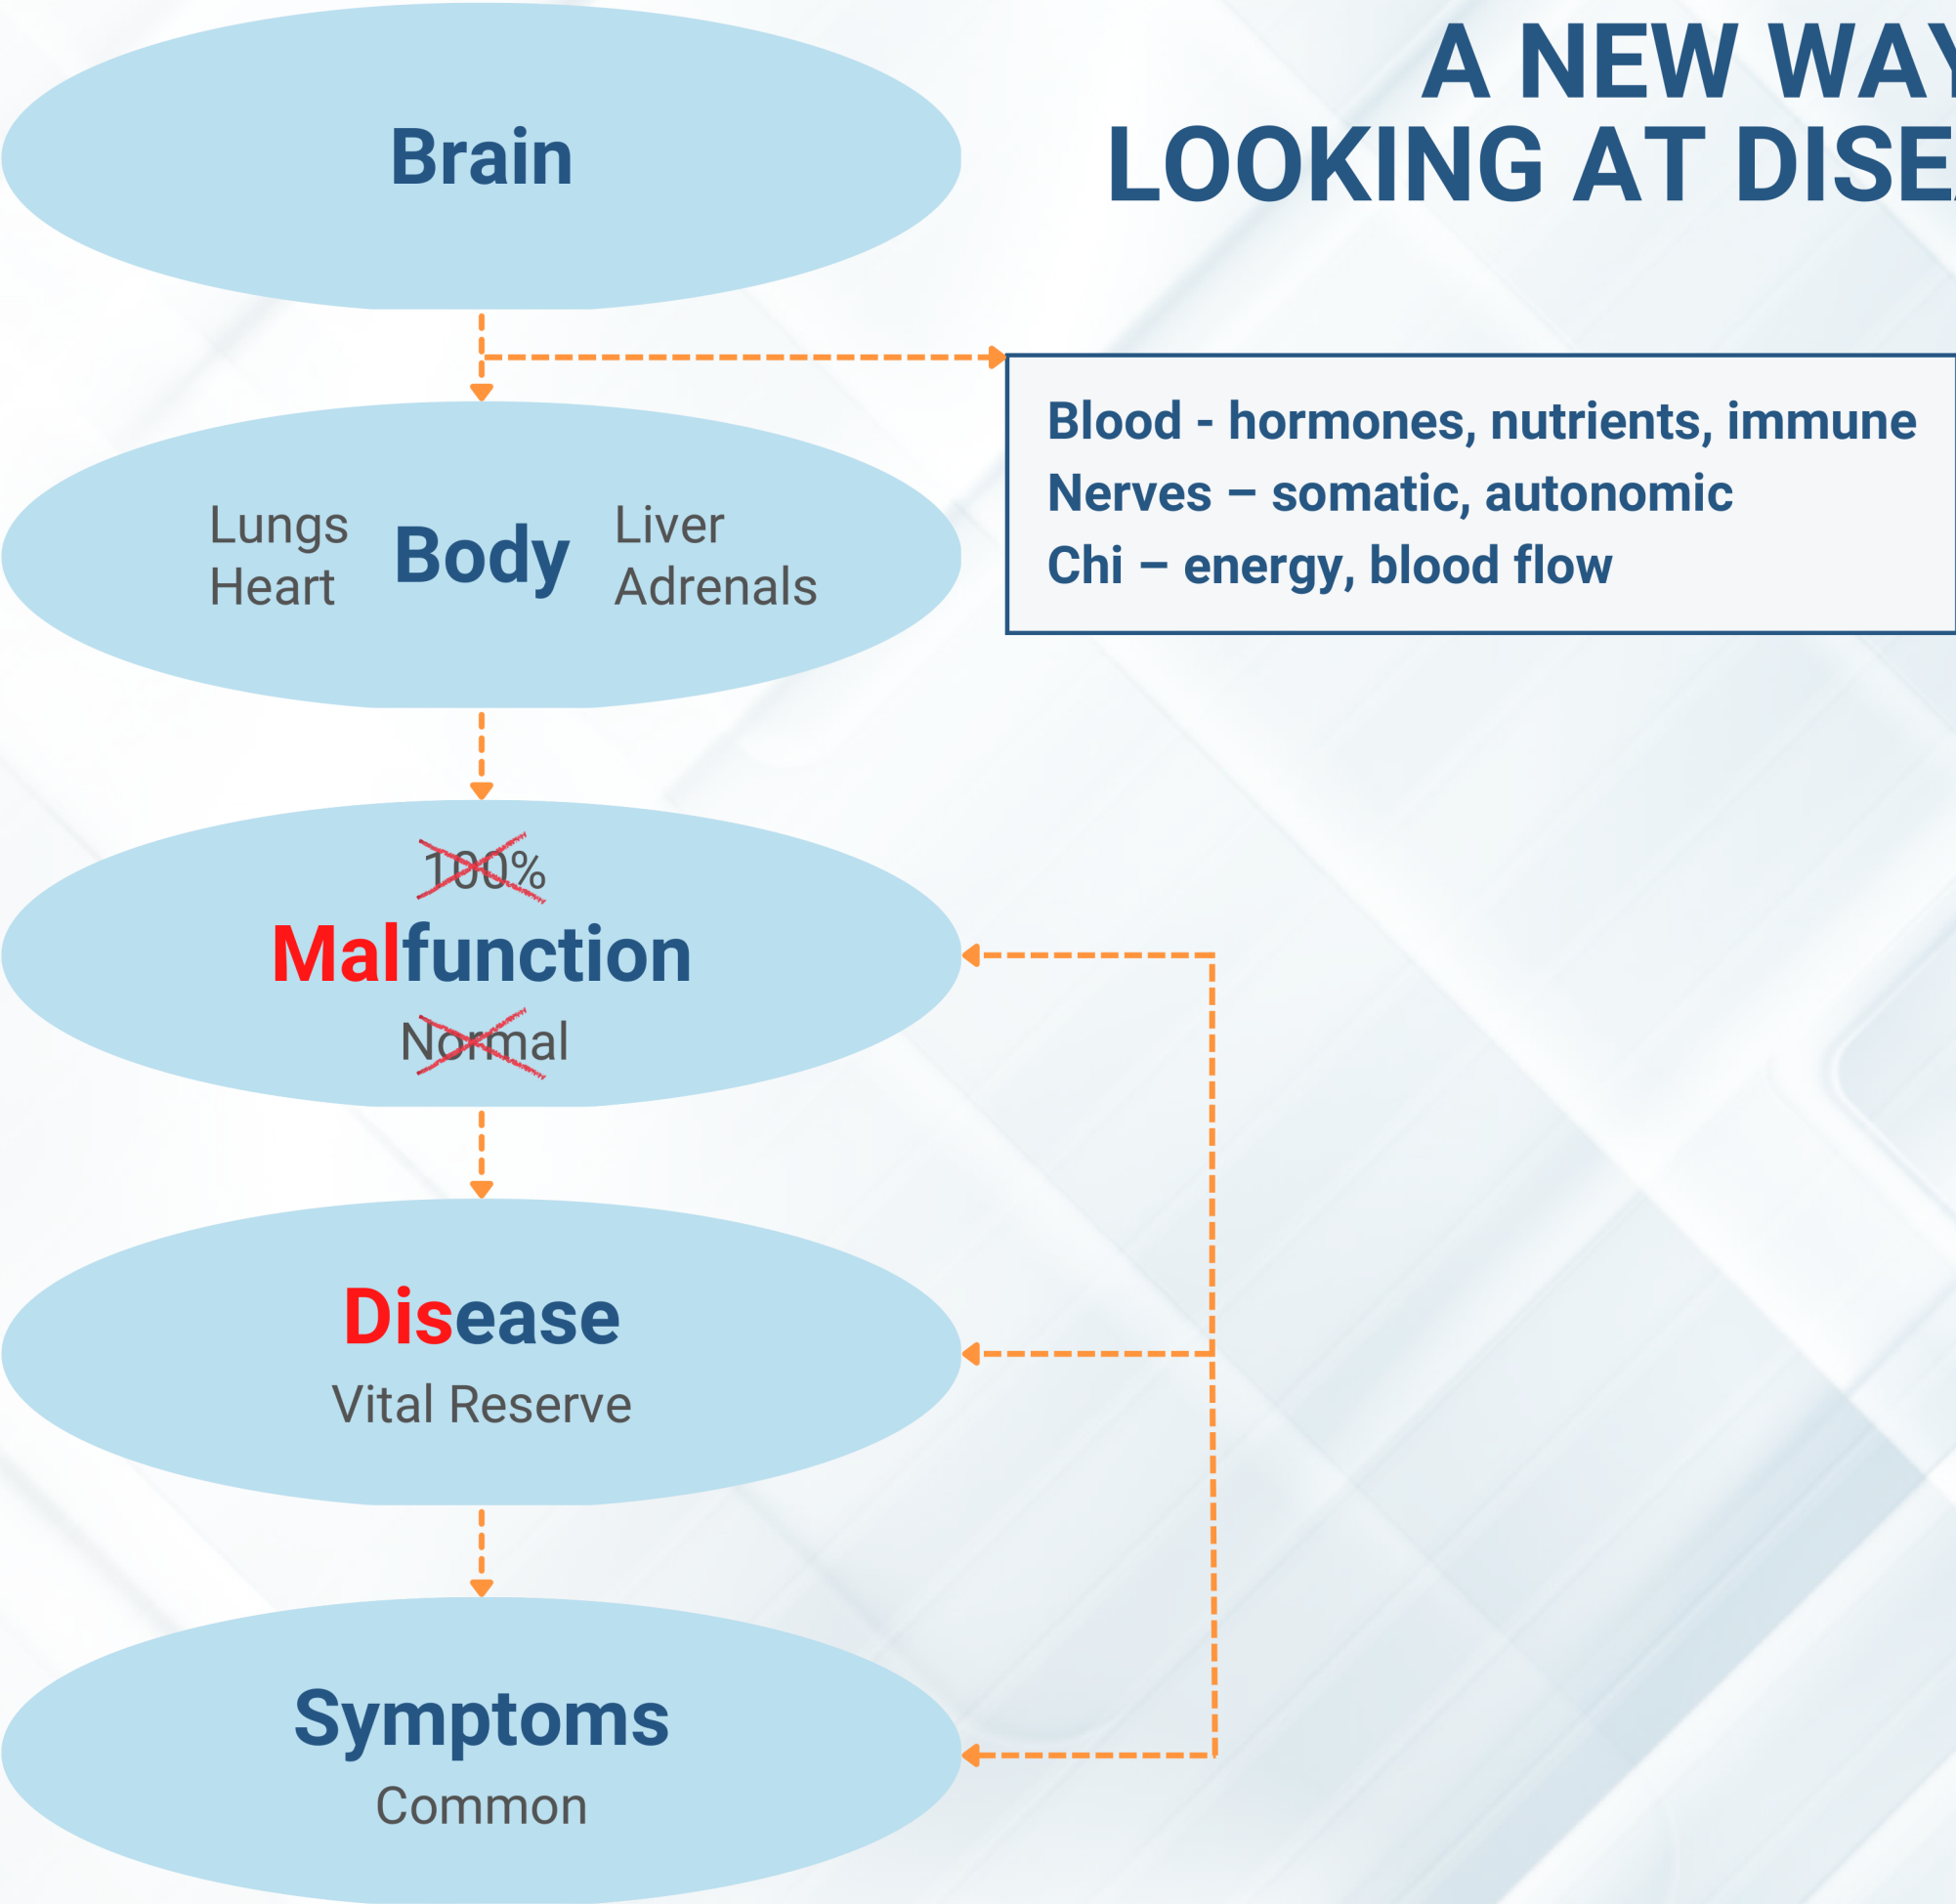 Brain
A NEW WAY
LOOKING AT DISEA
Blood - hormones, nutrients, immune
Nerves – somatic, autonomic
Chi – energy, blood flow
Lungs
Heart
Body
Liver
Adrenals
100%
Malfunction
Normal
Disease
Vital Reserve
Symptoms
Common